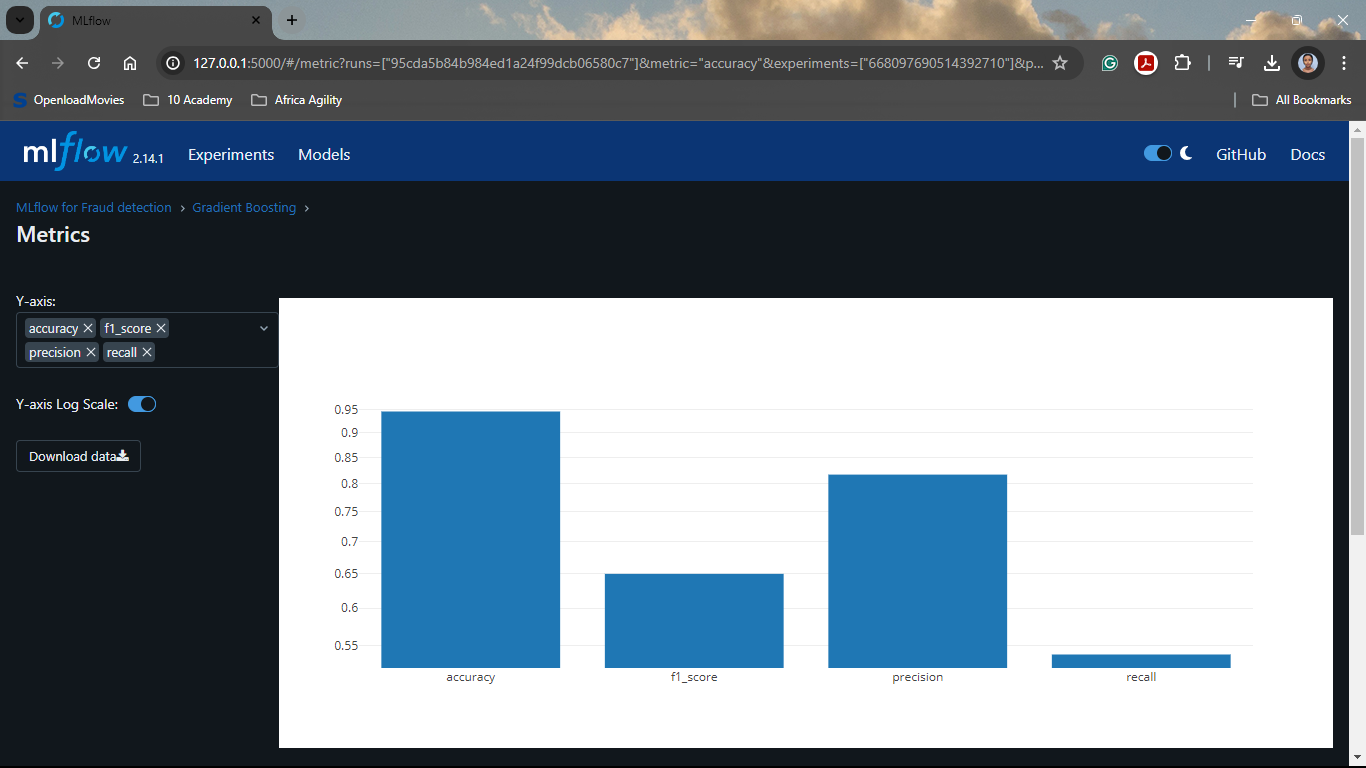 MLflow
127.0.0.1:5000/#/metric?runs=["95cda5b84b984ed1a24f99dcb06580c7"]&metric="accuracy"&experiments=["668097690514392710"]&p...
OpenloadMovies 10 Academy Africa Agility All Bookmarks
mlflow 2.14.1 Experiments Models GitHub Docs
MLflow for Fraud detection › Gradient Boosting ›
Metrics
Y-axis:
accuracy × f1_score ×
precision × recall ×
Y-axis Log Scale:
Download data
0.95
0.9
0.85
0.8
0.75
0.7
0.65
0.6
0.55
accuracy f1_score precision recall